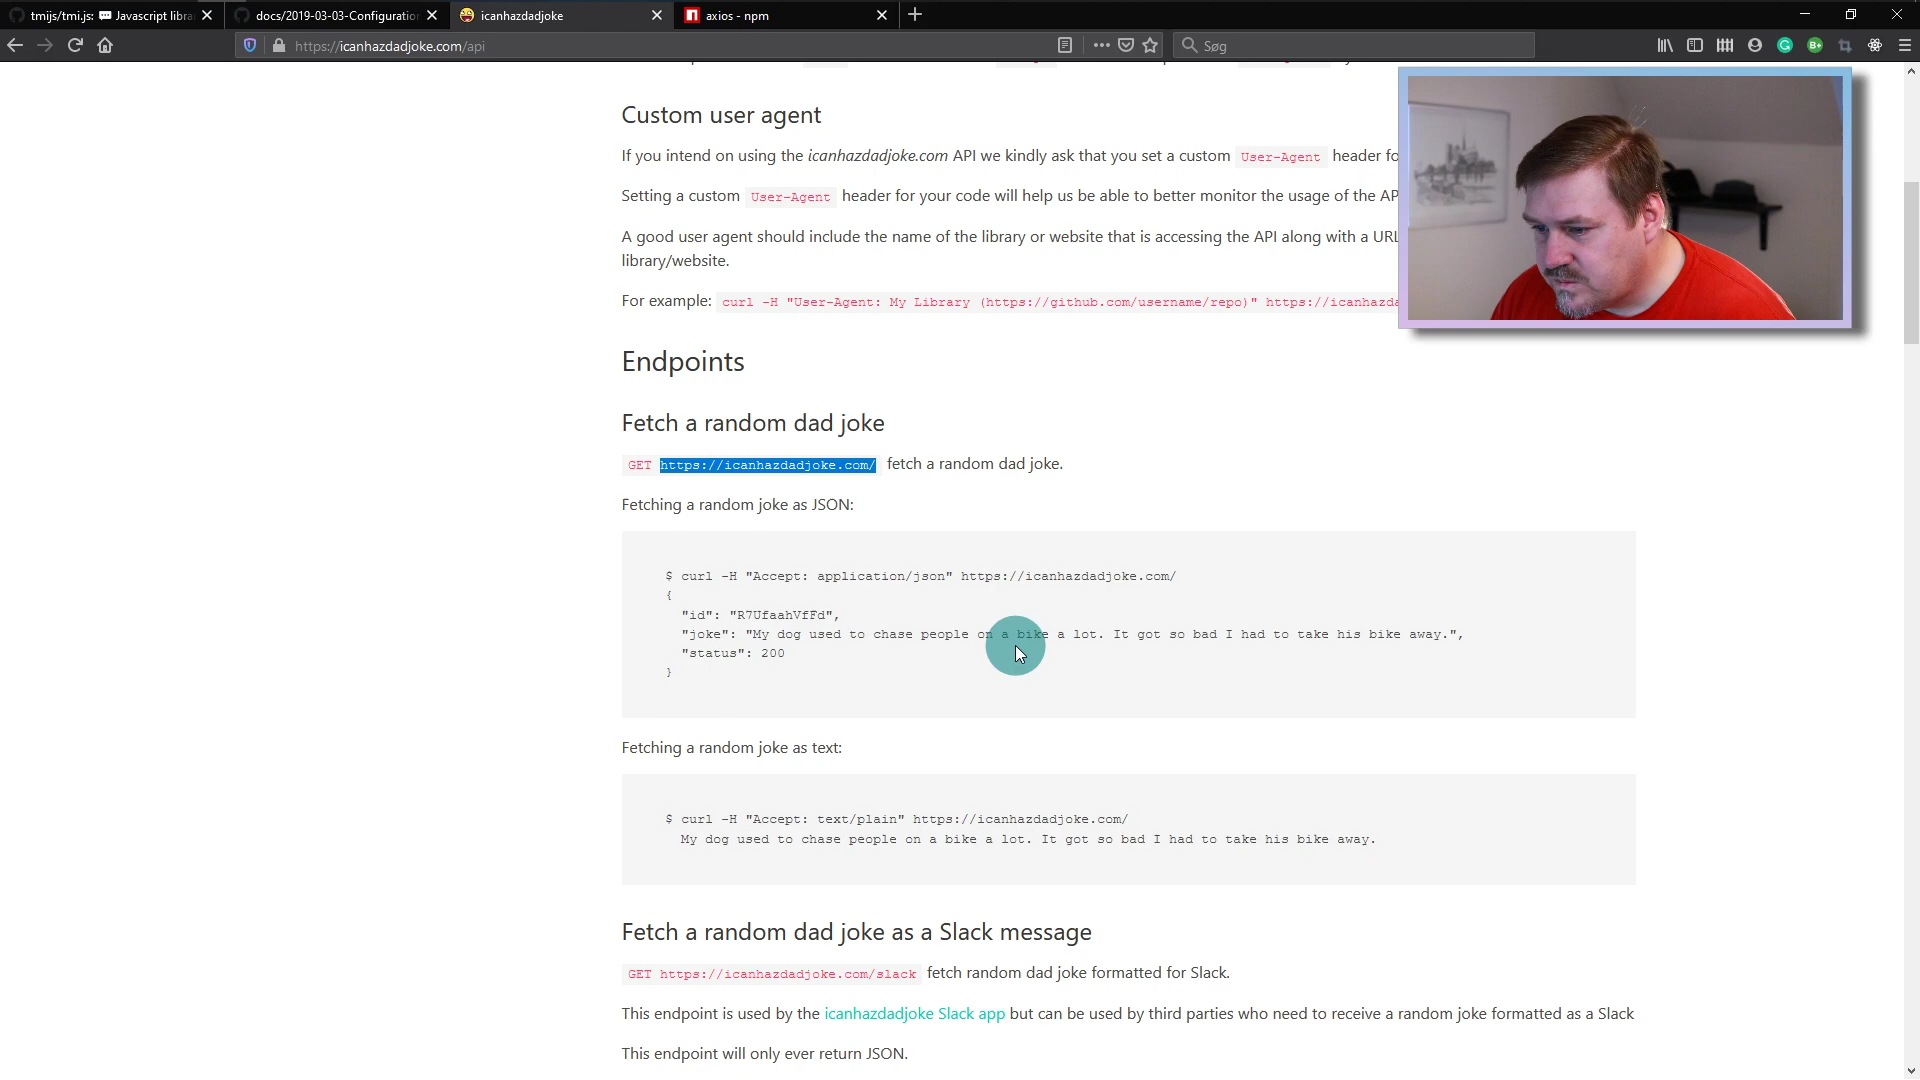 tmijs/tmi.js: 💬 Javascript libra
docs/2019-03-03-Configuration
icanhazdadjoke
axios - npm
https://icanhazdadjoke.com/api
Søg
Custom user agent
If you intend on using the icanhazdadjoke.com API we kindly ask that you set a custom User-Agent header fo
Setting a custom User-Agent header for your code will help us be able to better monitor the usage of the AP
A good user agent should include the name of the library or website that is accessing the API along with a URL
library/website.
For example: curl -H "User-Agent: My Library (https://github.com/username/repo)" https://icanhazda
Endpoints
Fetch a random dad joke
GET https://icanhazdadjoke.com/ fetch a random dad joke.
Fetching a random joke as JSON:
$ curl -H "Accept: application/json" https://icanhazdadjoke.com/
{
"id": "R7UfaahVfFd",
"joke": "My dog used to chase people on a bike a lot. It got so bad I had to take his bike away.",
"status": 200
}
Fetching a random joke as text:
$ curl -H "Accept: text/plain" https://icanhazdadjoke.com/
My dog used to chase people on a bike a lot. It got so bad I had to take his bike away.
Fetch a random dad joke as a Slack message
GET https://icanhazdadjoke.com/slack fetch random dad joke formatted for Slack.
This endpoint is used by the icanhazdadjoke Slack app but can be used by third parties who need to receive a random joke formatted as a Slack
This endpoint will only ever return JSON.